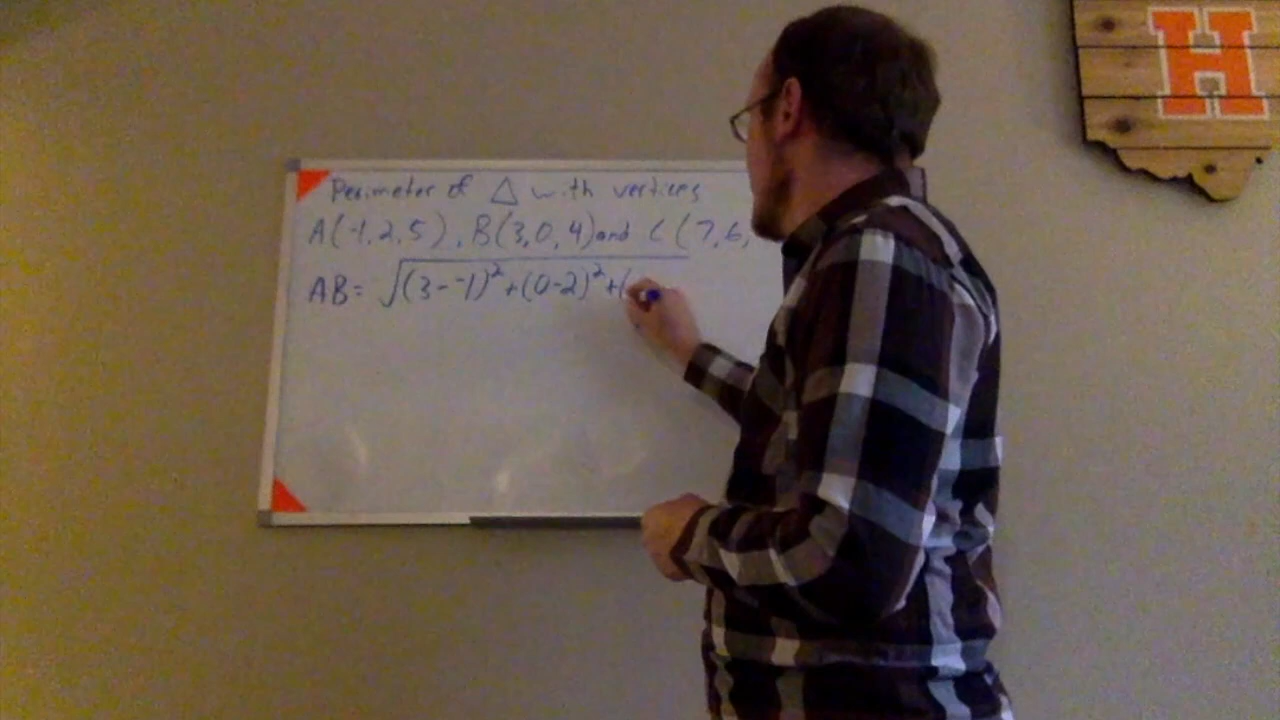 Perimeter of △ with vertices
A(-1,2,5), B(3,0,4) and C(7,6,
AB= √(3--1)²+(0-2)²+(
H